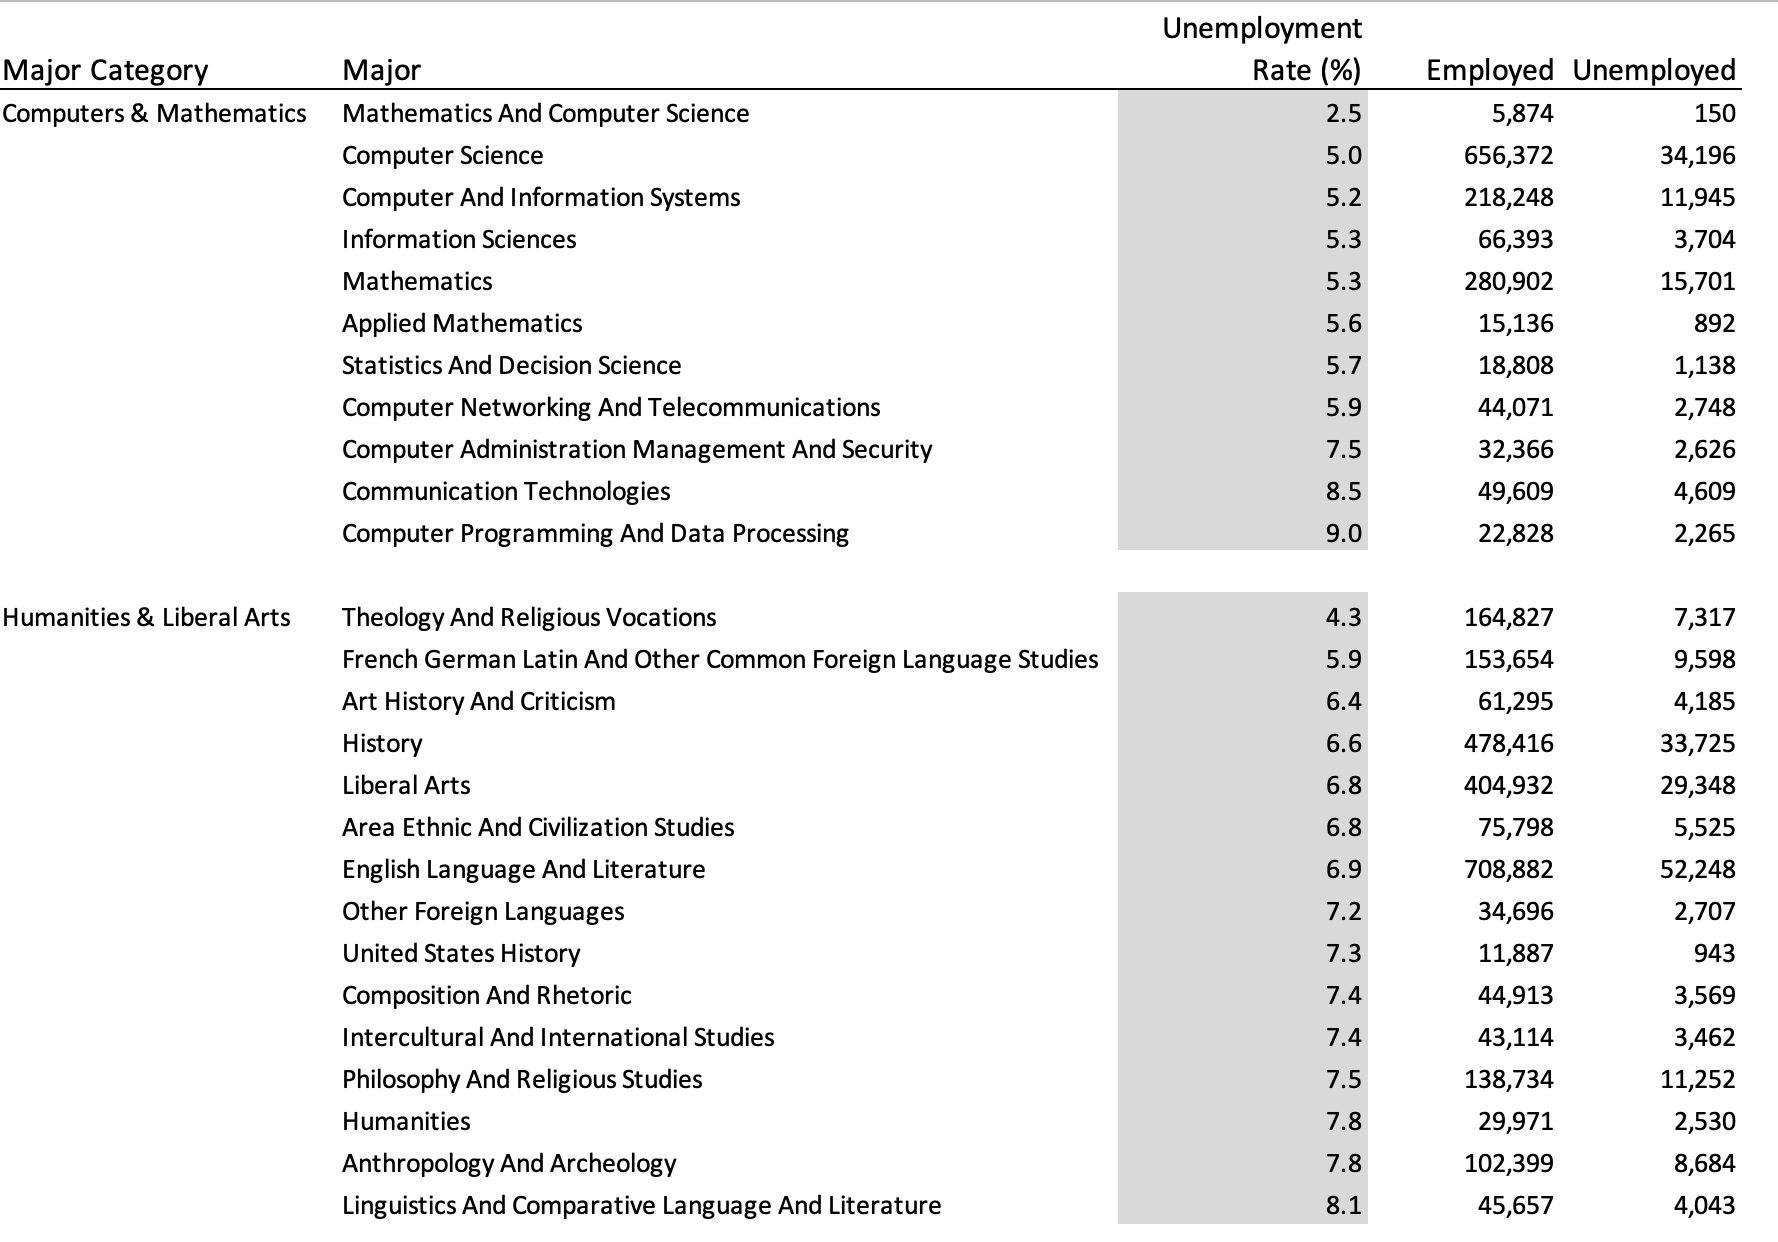 Unemployment
Major Category Major Rate (%) Employed Unemployed
Computers & Mathematics Mathematics And Computer Science 2.5 5,874 150
Computer Science 5.0 656,372 34,196
Computer And Information Systems 5.2 218,248 11,945
Information Sciences 5.3 66,393 3,704
Mathematics 5.3 280,902 15,701
Applied Mathematics 5.6 15,136 892
Statistics And Decision Science 5.7 18,808 1,138
Computer Networking And Telecommunications 5.9 44,071 2,748
Computer Administration Management And Security 7.5 32,366 2,626
Communication Technologies 8.5 49,609 4,609
Computer Programming And Data Processing 9.0 22,828 2,265
Humanities & Liberal Arts Theology And Religious Vocations 4.3 164,827 7,317
French German Latin And Other Common Foreign Language Studies 5.9 153,654 9,598
Art History And Criticism 6.4 61,295 4,185
History 6.6 478,416 33,725
Liberal Arts 6.8 404,932 29,348
Area Ethnic And Civilization Studies 6.8 75,798 5,525
English Language And Literature 6.9 708,882 52,248
Other Foreign Languages 7.2 34,696 2,707
United States History 7.3 11,887 943
Composition And Rhetoric 7.4 44,913 3,569
Intercultural And International Studies 7.4 43,114 3,462
Philosophy And Religious Studies 7.5 138,734 11,252
Humanities 7.8 29,971 2,530
Anthropology And Archeology 7.8 102,399 8,684
Linguistics And Comparative Language And Literature 8.1 45,657 4,043